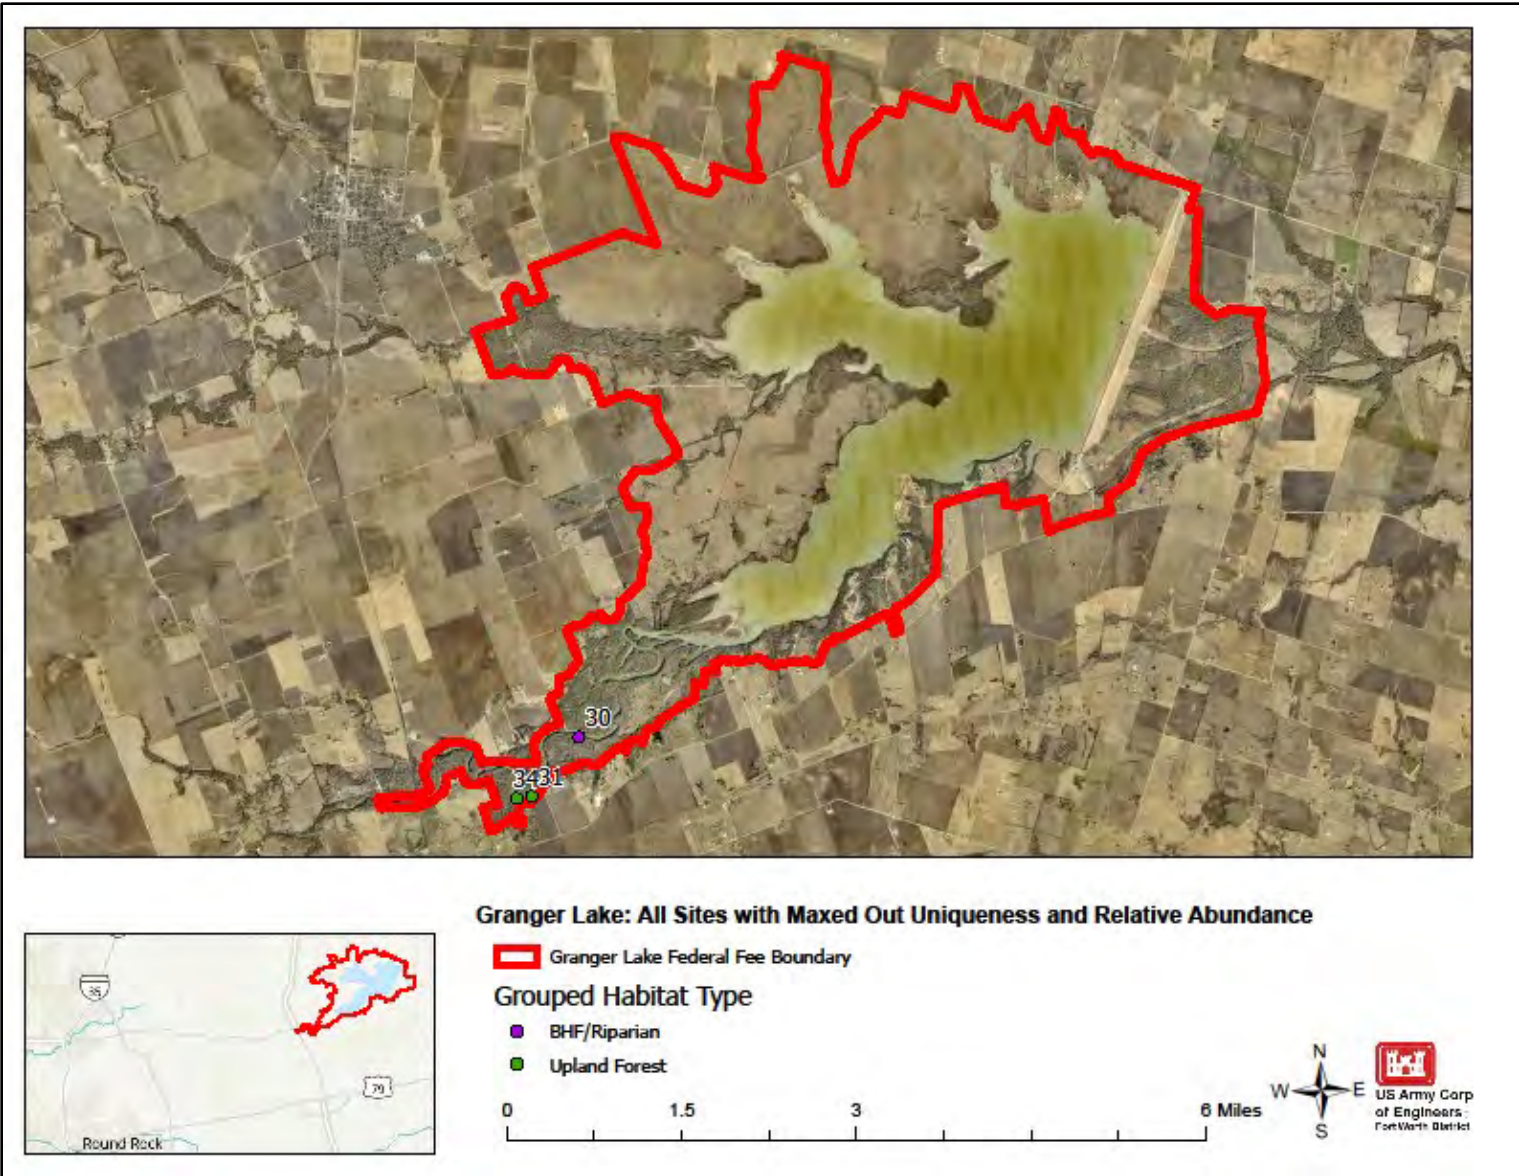 30
34
31
Granger Lake: All Sites with Maxed Out Uniqueness and Relative Abundance
Granger Lake Federal Fee Boundary
Grouped Habitat Type
BHF/Riparian
Upland Forest
0 1.5 3 6 Miles
N
W E
S
US Army Corp
of Engineers
Fort Worth District
35
79
Round Rock